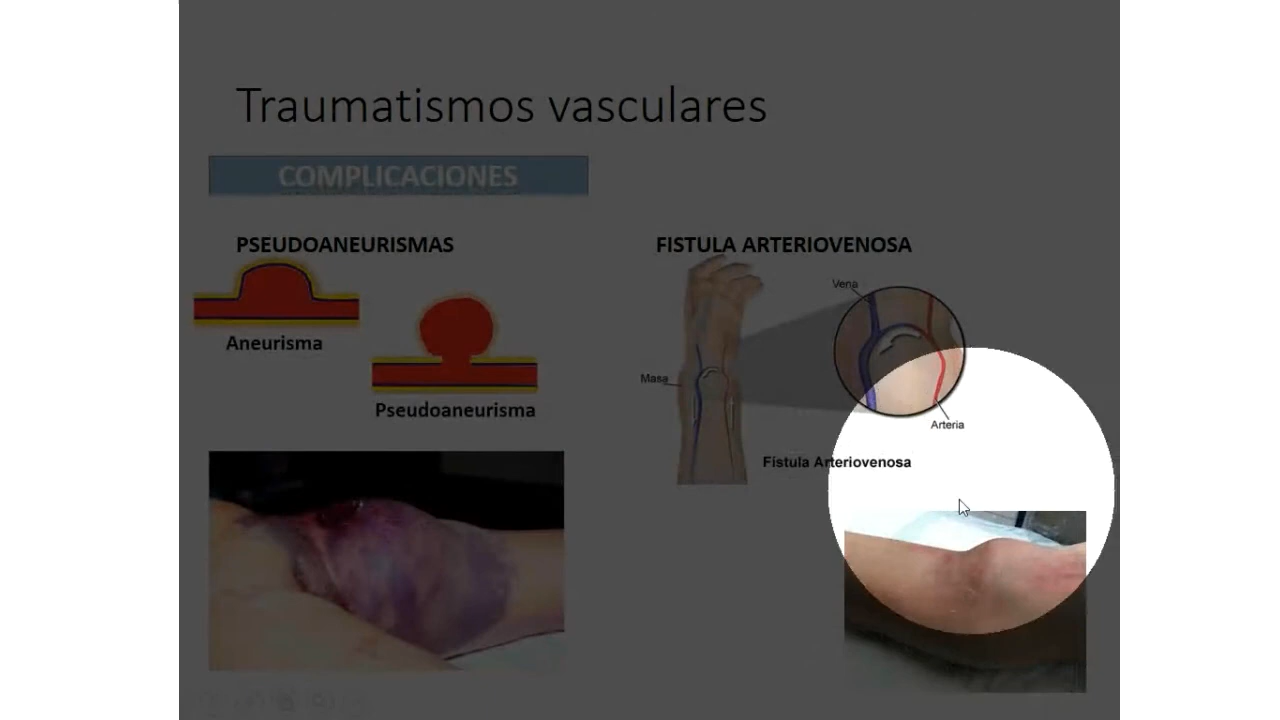 Traumatismos vasculares
COMPLICACIONES
PSEUDOANEURISMAS
Aneurisma
Pseudoaneurisma
FISTULA ARTERIOVENOSA
Vena
Masa
Arteria
Fístula Arteriovenosa